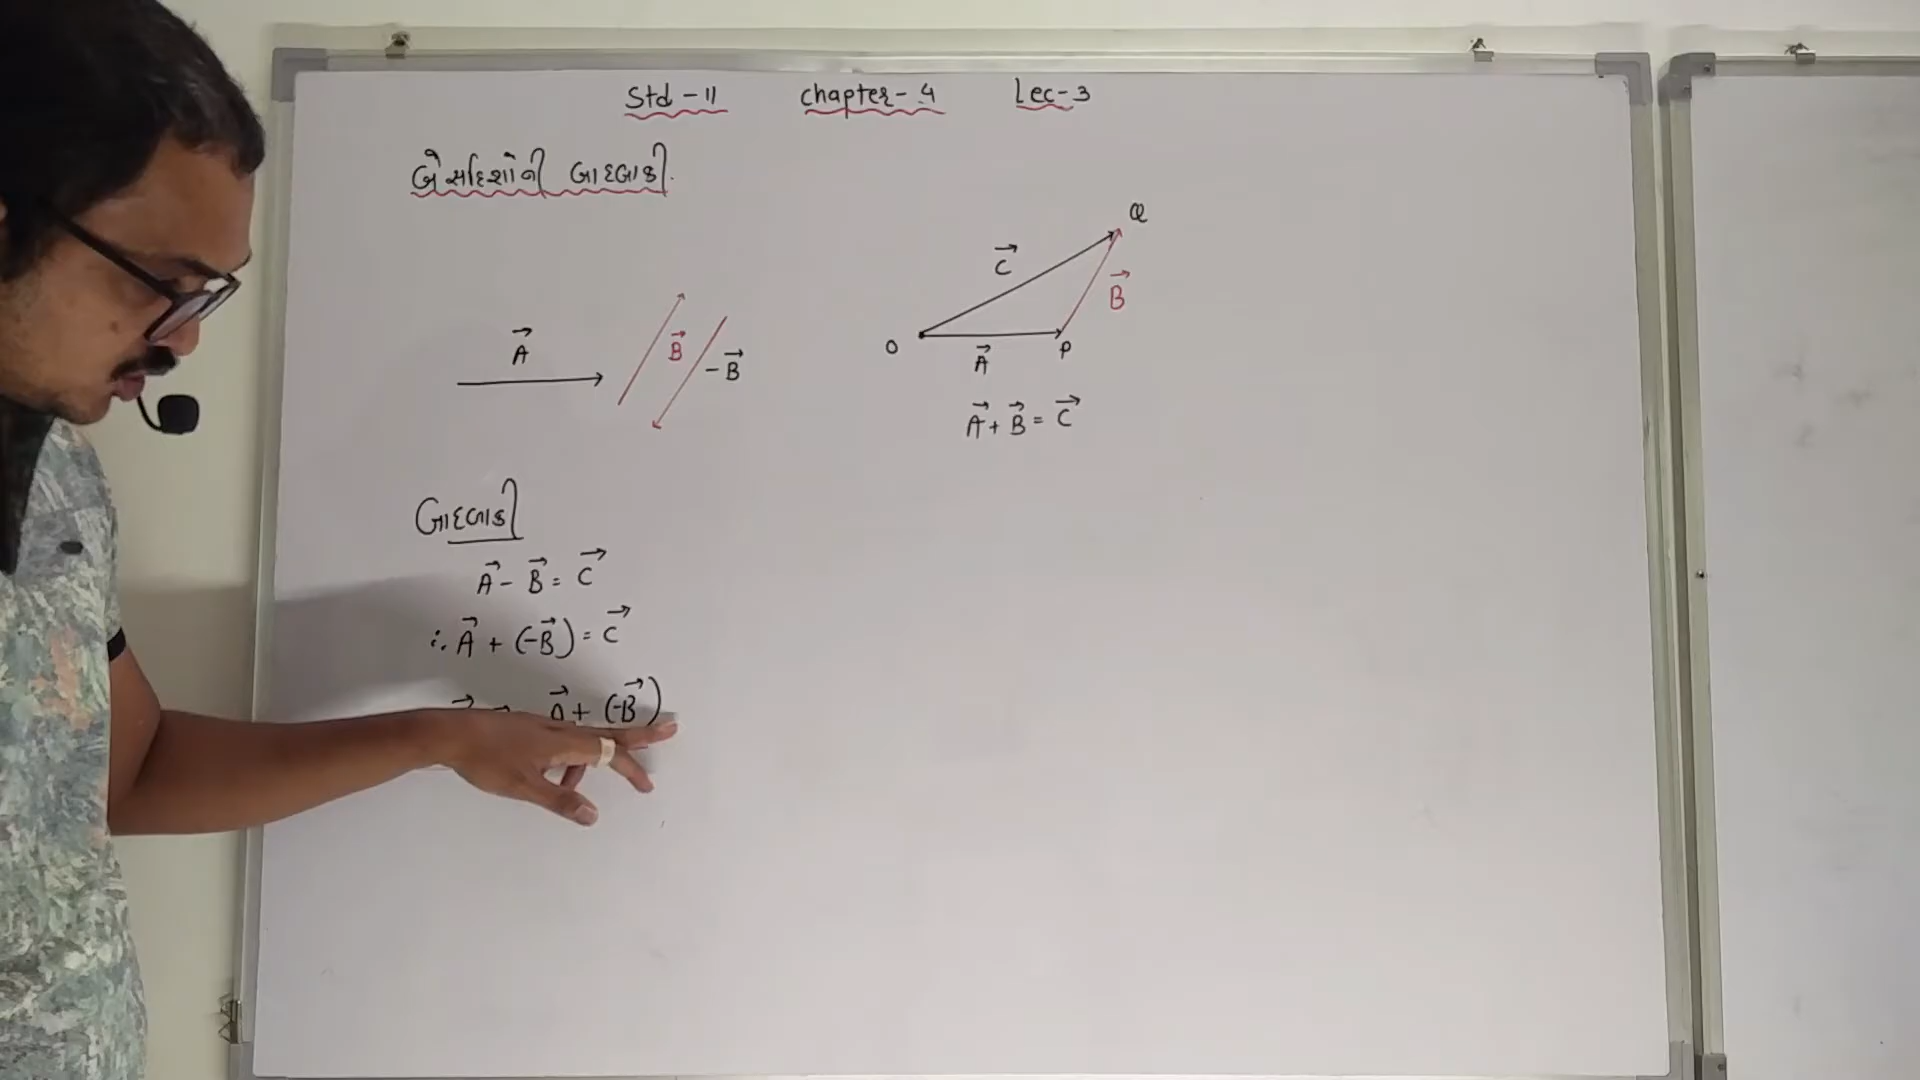 Std - 11 chapter - 4 Lec - 3
બે સદિશોની બાદબાકી.
Q
C⃗
B⃗
A⃗
B⃗
- B⃗
O
A⃗
P
A⃗ + B⃗ = C⃗
બાદબાકી
A⃗ - B⃗ = C⃗
∴ A⃗ + (-B⃗) = C⃗
A⃗ + (-B⃗)